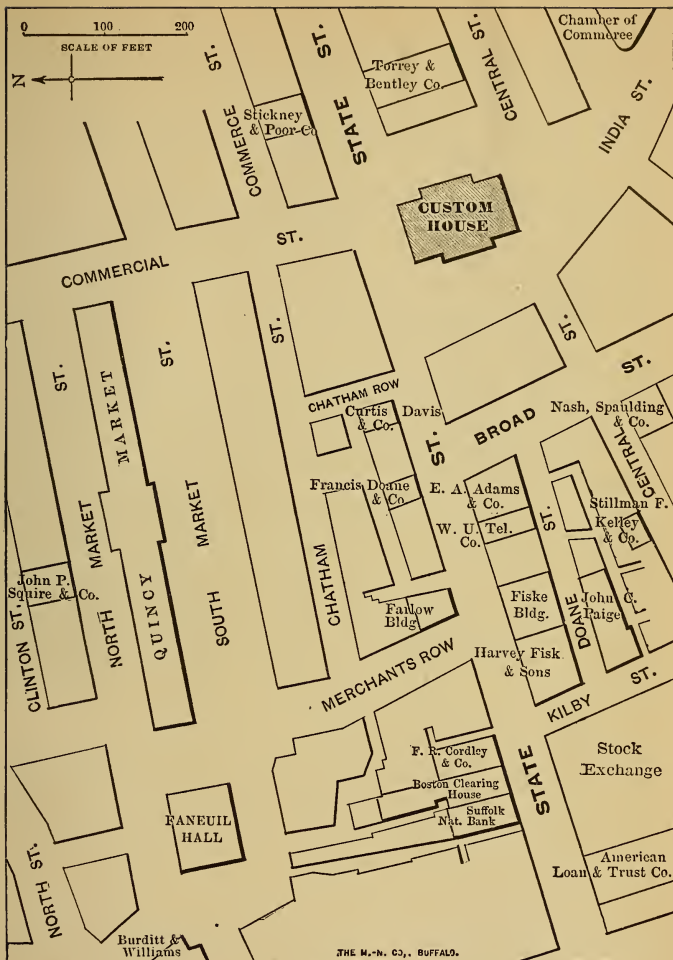 0 100 200
SCALE OF FEET
N
ST.
COMMERCE
Stickney
& Poor-Co
ST.
STATE
Torrey &
Bentley Co.
CENTRAL ST.
Chamber of
Commerce
INDIA ST.
CUSTOM
HOUSE
COMMERCIAL
ST.
ST.
MARKET
ST.
ST.
CHATHAM ROW
Curtis Davis
& Co.
ST.
BROAD
ST.
ST.
Nash, Spaulding
& Co.
CENTRAL
Francis Doane
& Co.
E. A. Adams
& Co.
W. U. Tel.
Co.
ST.
Stillman F.
Kelley
& Co.
MARKET
MARKET
CHATHAM
John P.
Squire & Co.
CLINTON ST.
NORTH
QUINCY
SOUTH
Farlow
Bldg.
Fiske
Bldg.
DOANE
John C.
Paige
MERCHANTS ROW
Harvey Fisk
& Sons
KILBY
ST.
F. R. Cordley
& Co.
Boston Clearing
House
Suffolk
Nat. Bank
STATE
Stock
Exchange
FANEUIL
HALL
American
Loan & Trust Co.
NORTH ST.
Burditt &
Williams
THE M.-N. CO., BUFFALO.